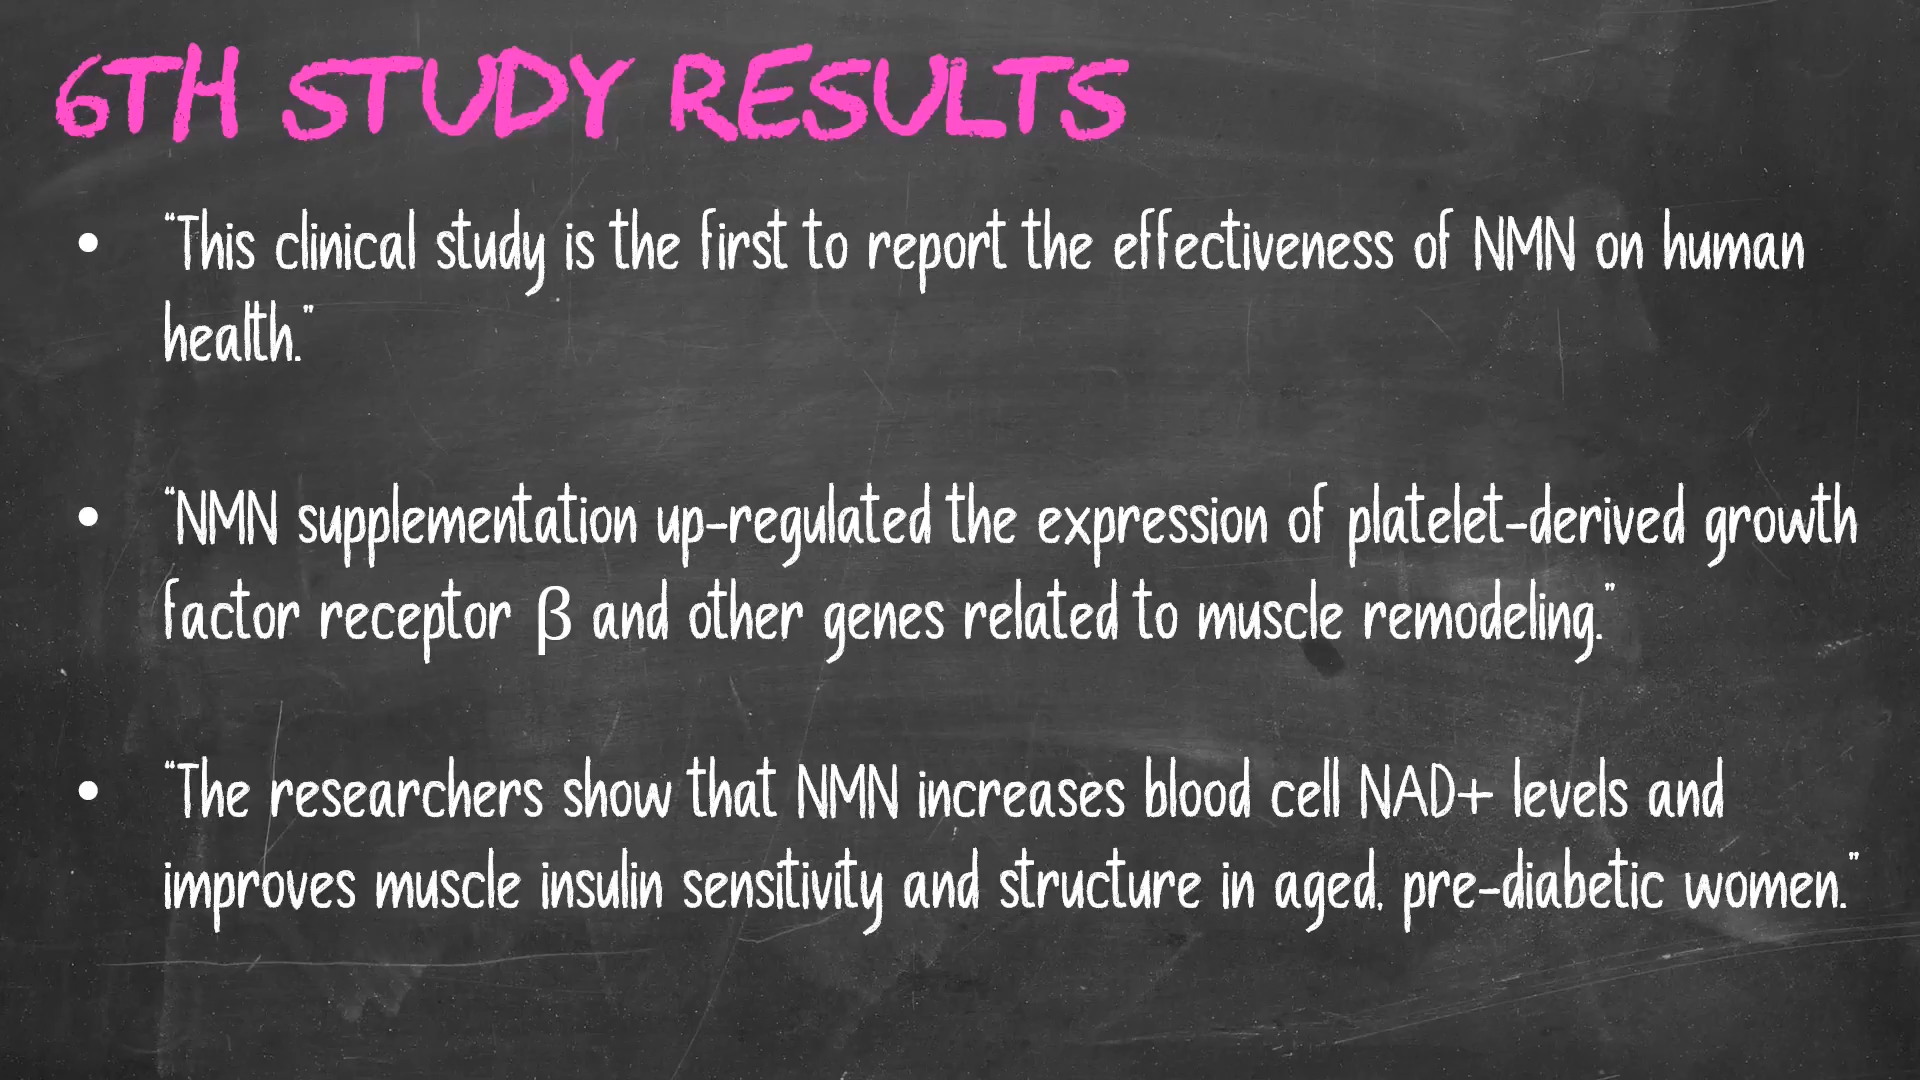 6TH STUDY RESULTS
• "This clinical study is the first to report the effectiveness of NMN on human
health."
• "NMN supplementation up-regulated the expression of platelet-derived growth
factor receptor β and other genes related to muscle remodeling."
• "The researchers show that NMN increases blood cell NAD+ levels and
improves muscle insulin sensitivity and structure in aged, pre-diabetic women."